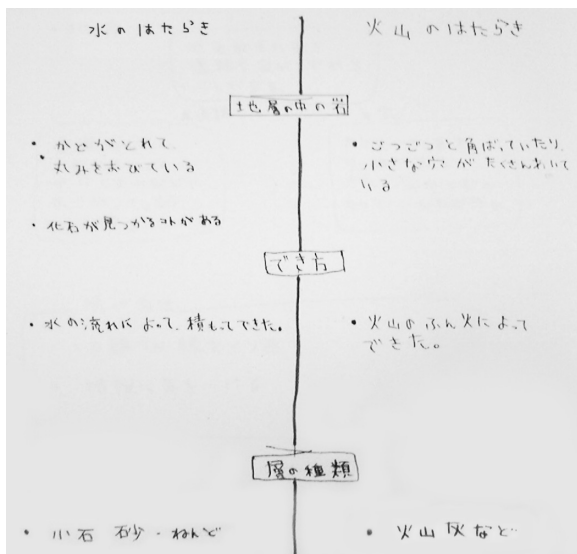 水のはたらき
火山のはたらき
地層の中の岩
・かどがとれて
丸みをおびている
・化石が見つかるコトがある
・ごつごつと角ばっていたり
小さな穴がたくさんあいて
いる
でき方
・水の流れによって、積もってできた。
・火山のふん火によって
できた。
層の種類
・小石 砂・ねんど
・火山灰など